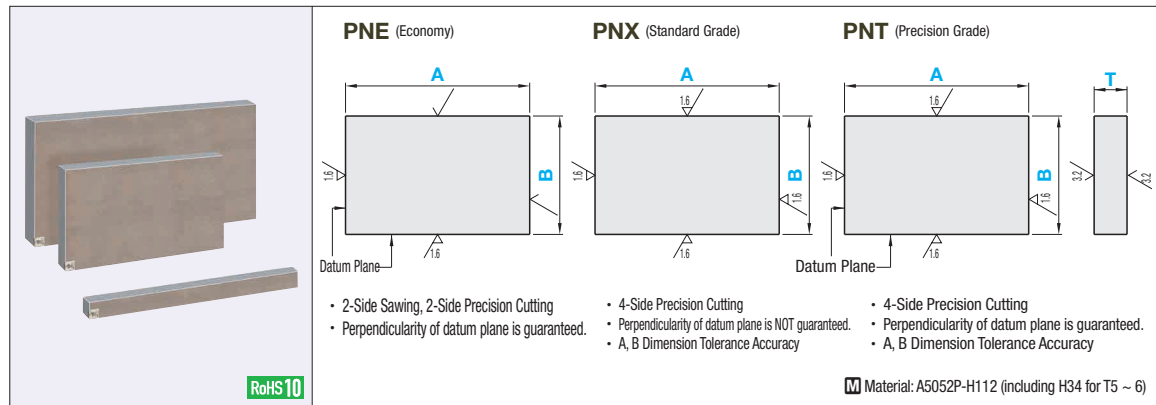 PNE (Economy)
A
1.6
B
1.6
Datum Plane
• 2-Side Sawing, 2-Side Precision Cutting
• Perpendicularity of datum plane is guaranteed.
PNX (Standard Grade)
A
1.6
1.6
B
1.6
1.6
• 4-Side Precision Cutting
• Perpendicularity of datum plane is NOT guaranteed.
• A, B Dimension Tolerance Accuracy
PNT (Precision Grade)
A
1.6
1.6
B
1.6
1.6
Datum Plane
T
3.2
3.2
• 4-Side Precision Cutting
• Perpendicularity of datum plane is guaranteed.
• A, B Dimension Tolerance Accuracy
RoHS 10
M Material: A5052P-H112 (including H34 for T5 ~ 6)